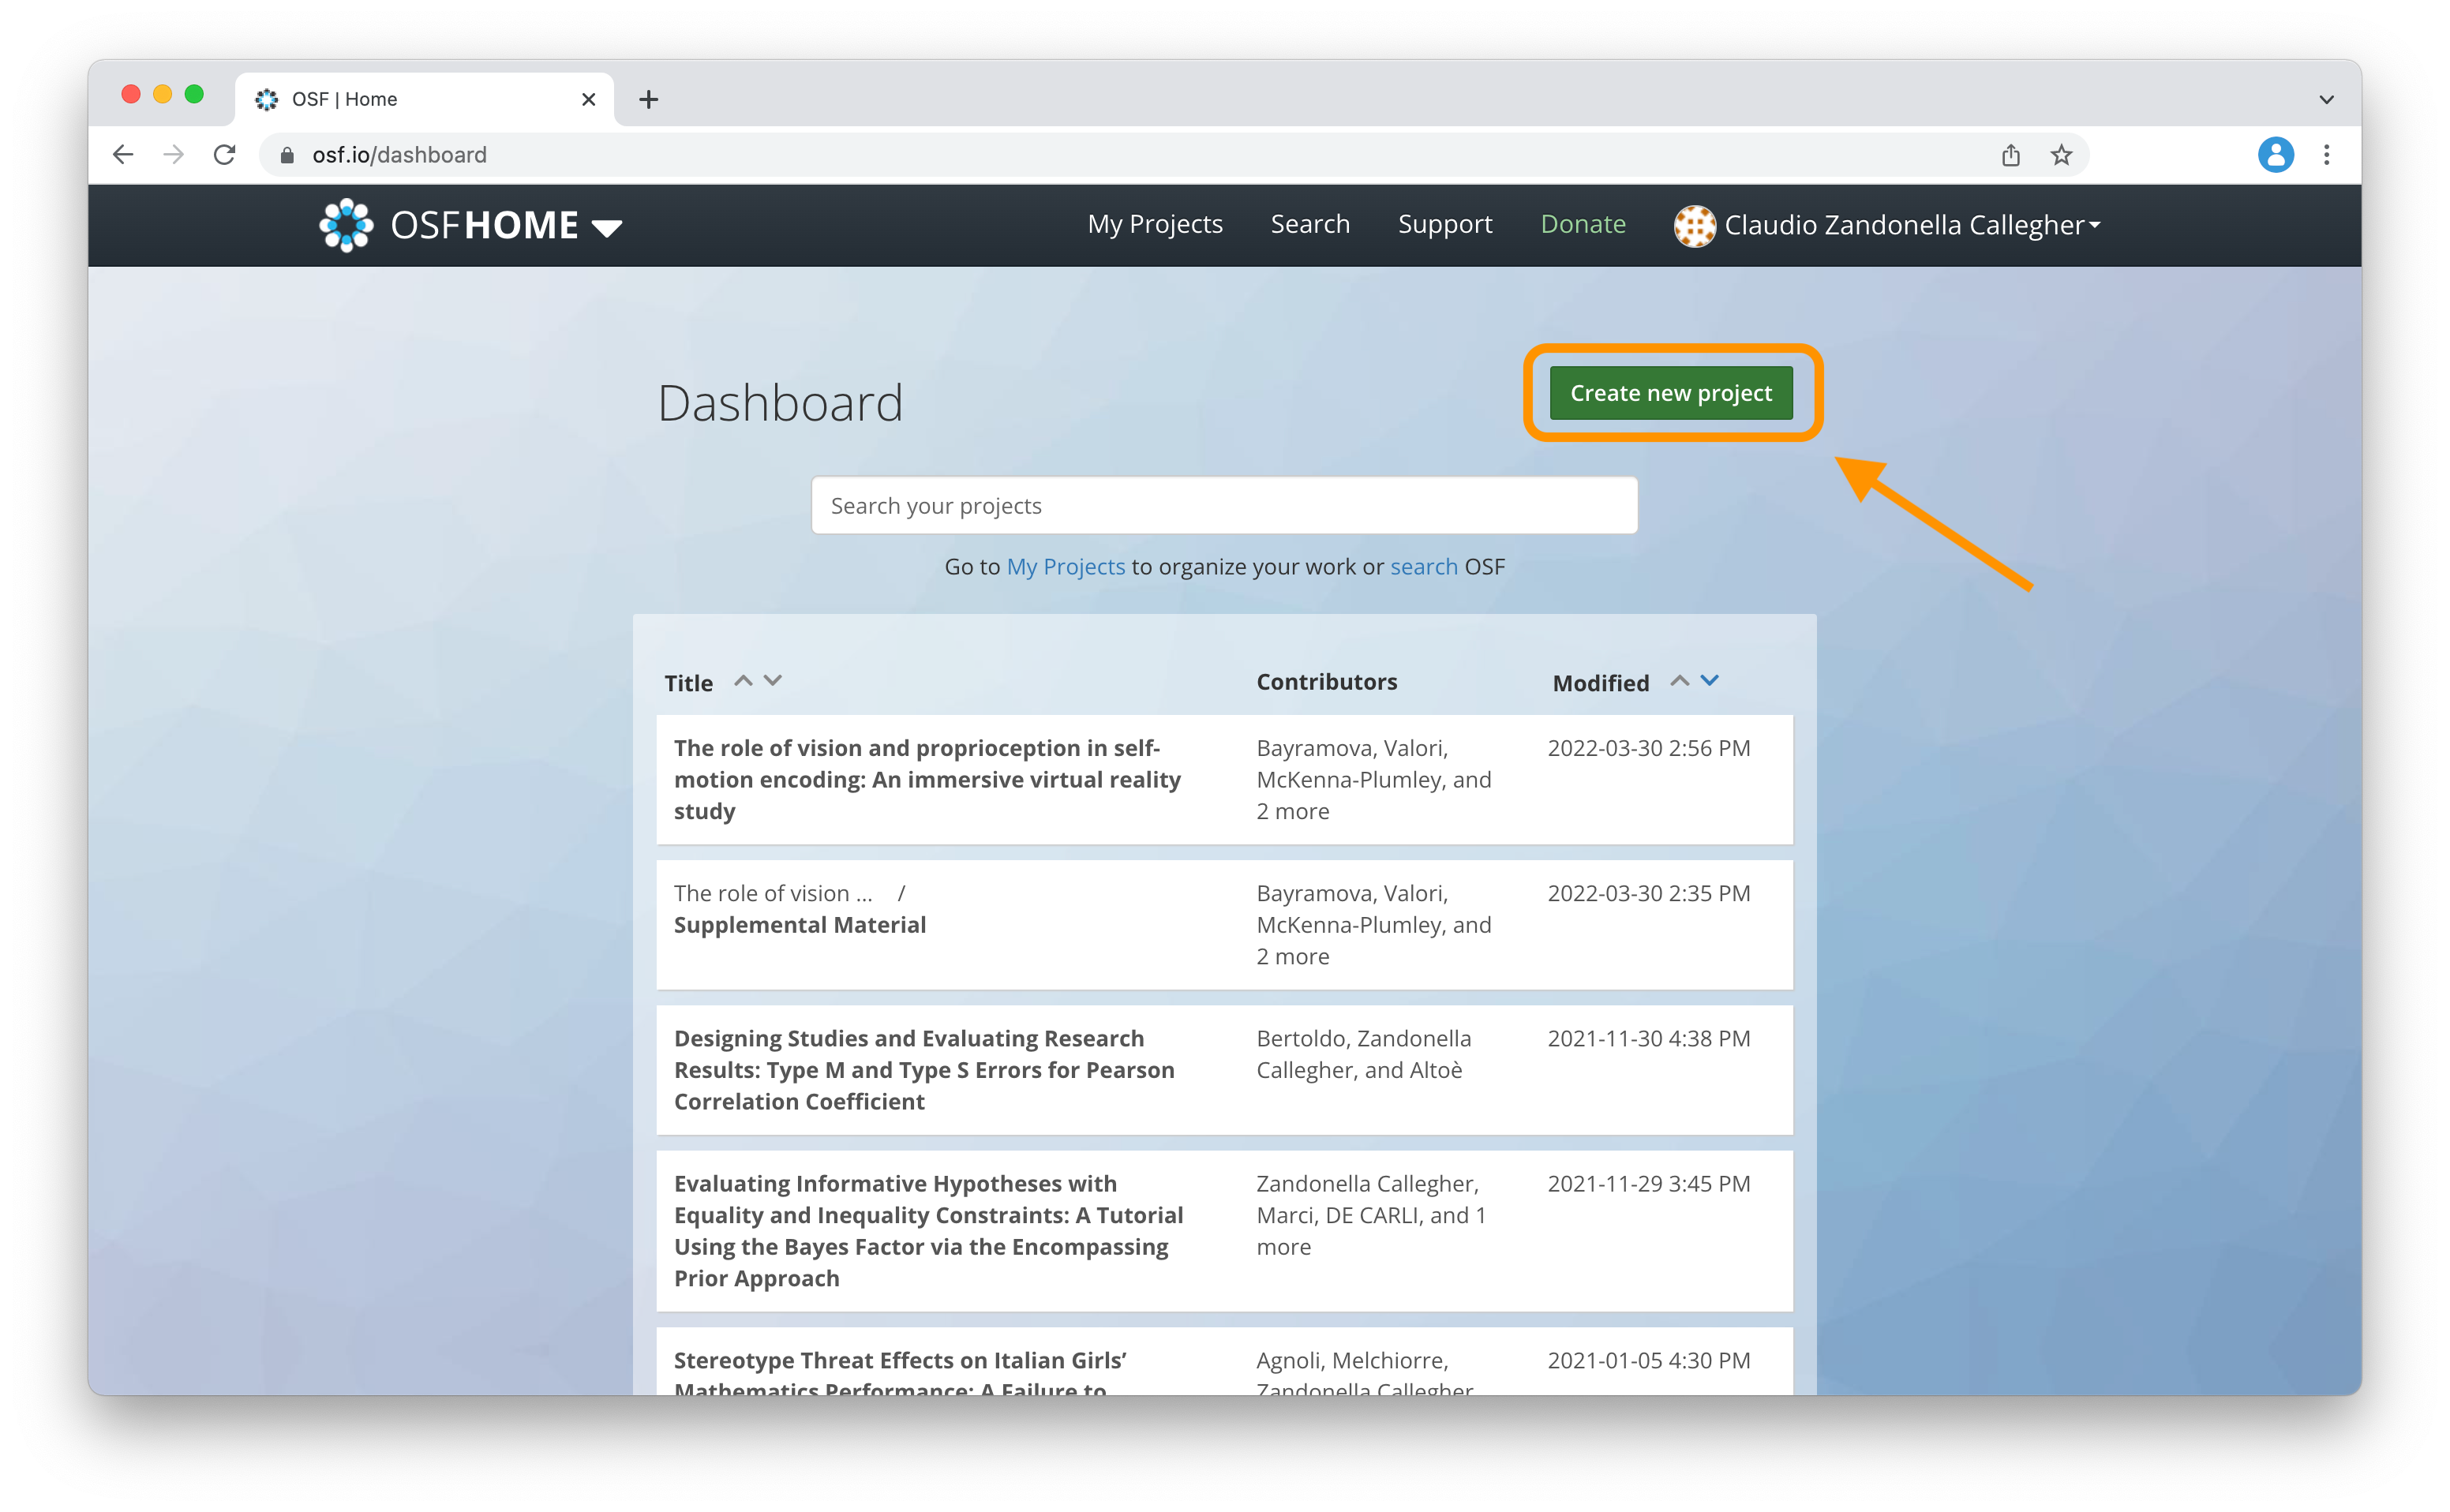 OSF | Home
osf.io/dashboard
OSFHOME
My Projects Search Support Donate Claudio Zandonella Callegher
Dashboard
Create new project
Search your projects
Go to My Projects to organize your work or search OSF
Title Contributors Modified
The role of vision and proprioception in self-
motion encoding: An immersive virtual reality
study
Bayramova, Valori,
McKenna-Plumley, and
2 more
2022-03-30 2:56 PM
The role of vision ... /
Supplemental Material
Bayramova, Valori,
McKenna-Plumley, and
2 more
2022-03-30 2:35 PM
Designing Studies and Evaluating Research
Results: Type M and Type S Errors for Pearson
Correlation Coefficient
Bertoldo, Zandonella
Callegher, and Altoè
2021-11-30 4:38 PM
Evaluating Informative Hypotheses with
Equality and Inequality Constraints: A Tutorial
Using the Bayes Factor via the Encompassing
Prior Approach
Zandonella Callegher,
Marci, DE CARLI, and 1
more
2021-11-29 3:45 PM
Stereotype Threat Effects on Italian Girls’
Mathematics Performance: A Failure to
Agnoli, Melchiorre,
Zandonella Callegher
2021-01-05 4:30 PM